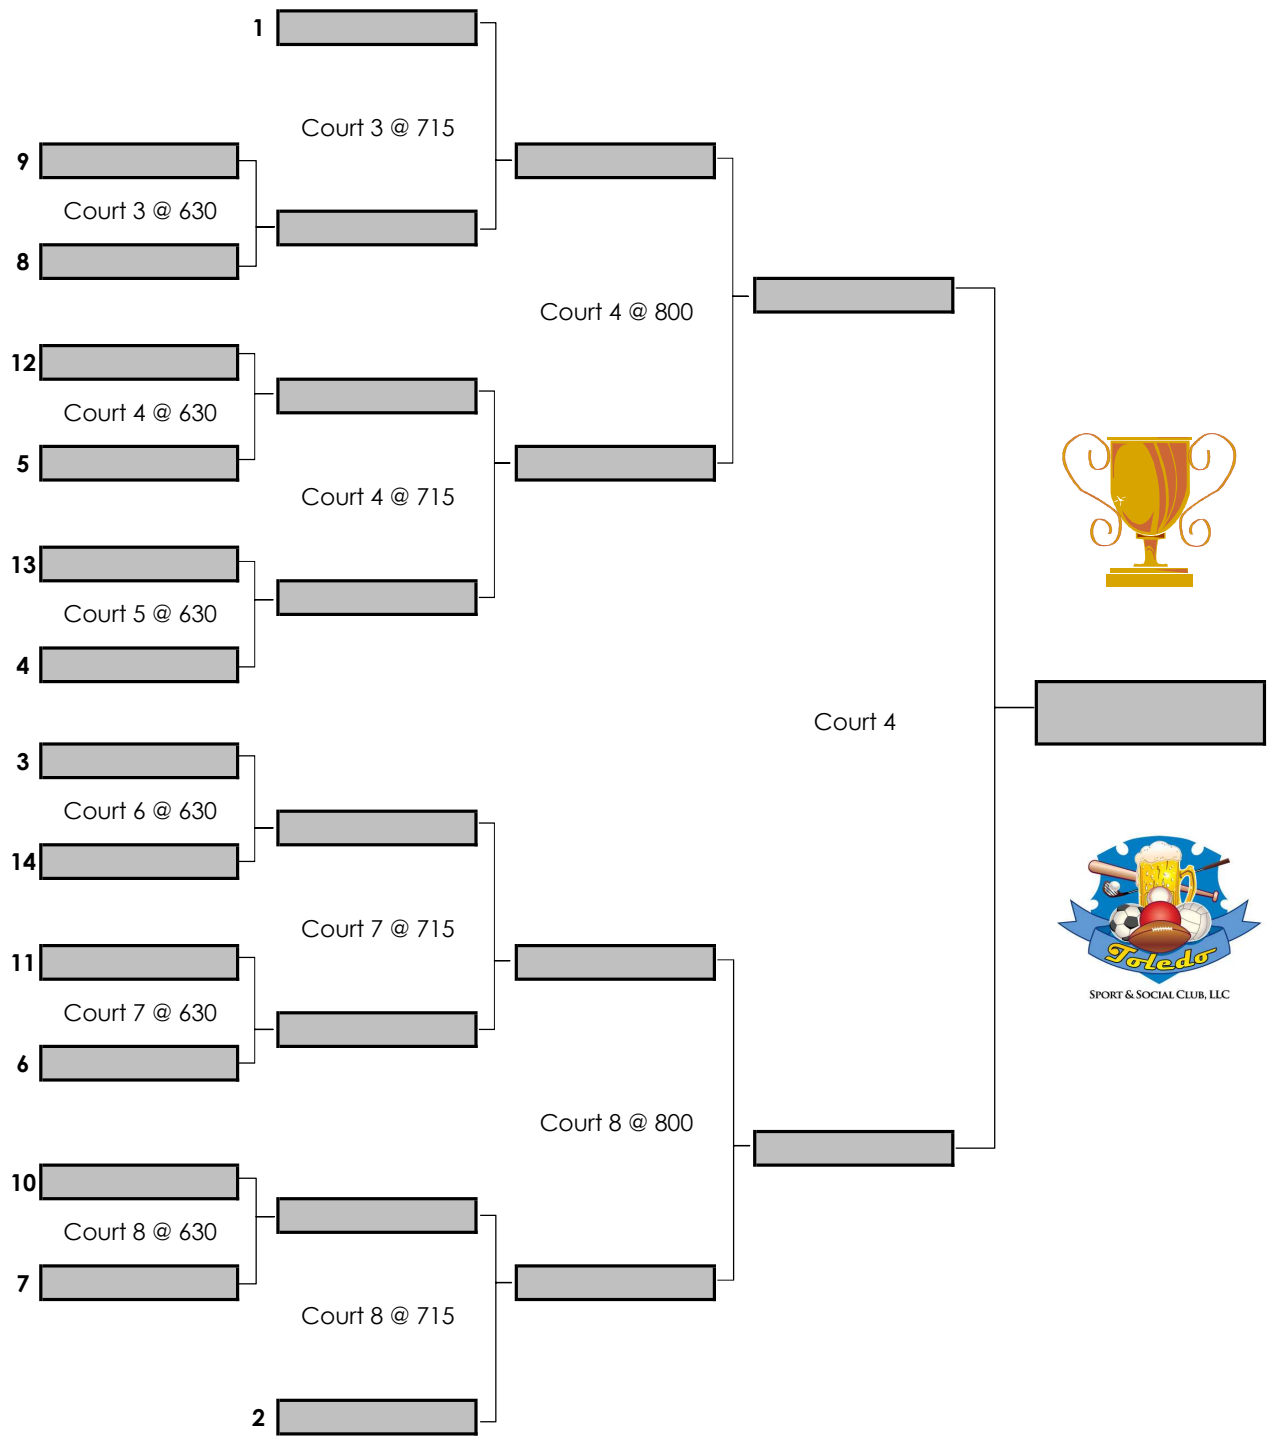 1
Court 3 @ 715
9
Court 3 @ 630
8
Court 4 @ 800
12
Court 4 @ 630
5
Court 4 @ 715
13
Court 5 @ 630
4
Court 4
3
Court 6 @ 630
14
Court 7 @ 715
11
Toledo
SPORT & SOCIAL CLUB, LLC
Court 7 @ 630
6
Court 8 @ 800
10
Court 8 @ 630
7
Court 8 @ 715
2